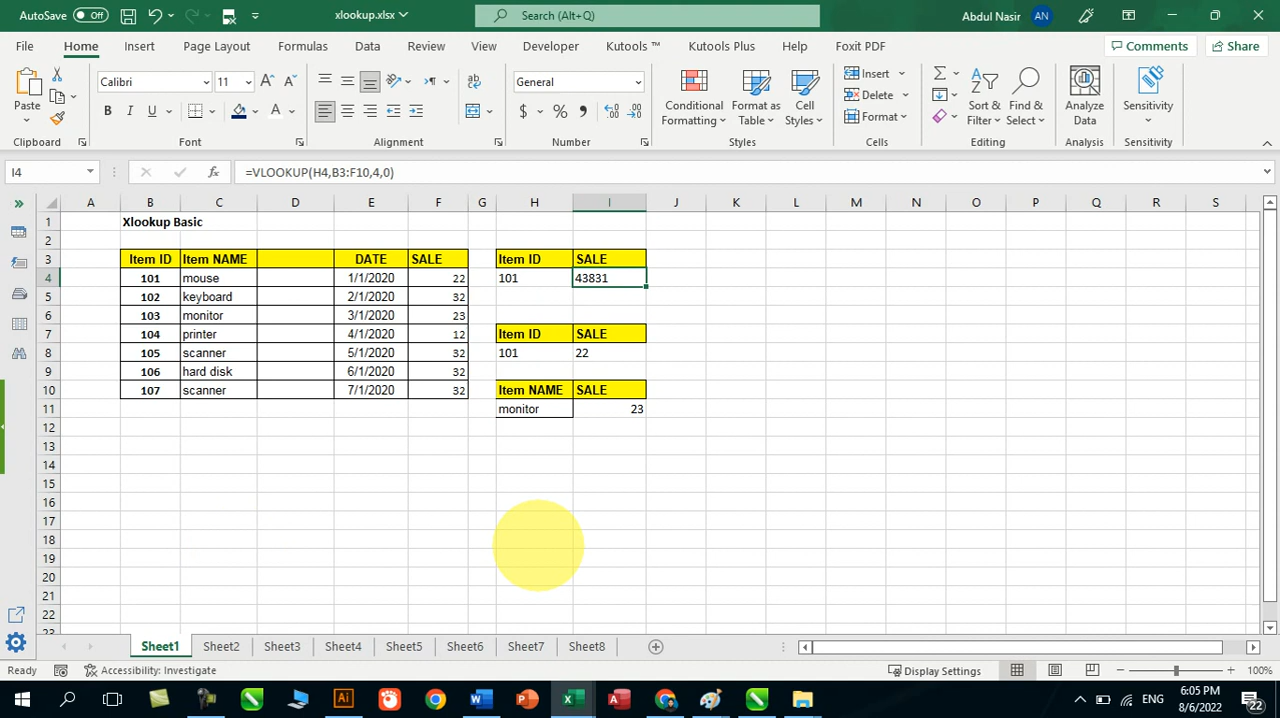 AutoSave Off xlookup.xlsx Search (Alt+Q) Abdul Nasir AN
File Home Insert Page Layout Formulas Data Review View Developer Kutools ™ Kutools Plus Help Foxit PDF Comments Share
Paste Calibri 11 General Conditional Formatting Format as Table Cell Styles Insert Delete Format Sort & Filter Find & Select Analyze Data Sensitivity
Clipboard Font Alignment Number Styles Cells Editing Analysis Sensitivity
I4 fx =VLOOKUP(H4,B3:F10,4,0)
A B C D E F G H I J K L M N O P Q R S
1 Xlookup Basic
2
3 Item ID Item NAME DATE SALE Item ID SALE
4 101 mouse 1/1/2020 22 101 43831
5 102 keyboard 2/1/2020 32
6 103 monitor 3/1/2020 23
7 104 printer 4/1/2020 12 Item ID SALE
8 105 scanner 5/1/2020 32 101 22
9 106 hard disk 6/1/2020 32
10 107 scanner 7/1/2020 32 Item NAME SALE
11 monitor 23
12
13
14
15
16
17
18
19
20
21
22
23
Sheet1 Sheet2 Sheet3 Sheet4 Sheet5 Sheet6 Sheet7 Sheet8
Ready Accessibility: Investigate Display Settings 100%
ENG 6:05 PM
8/6/2022 22